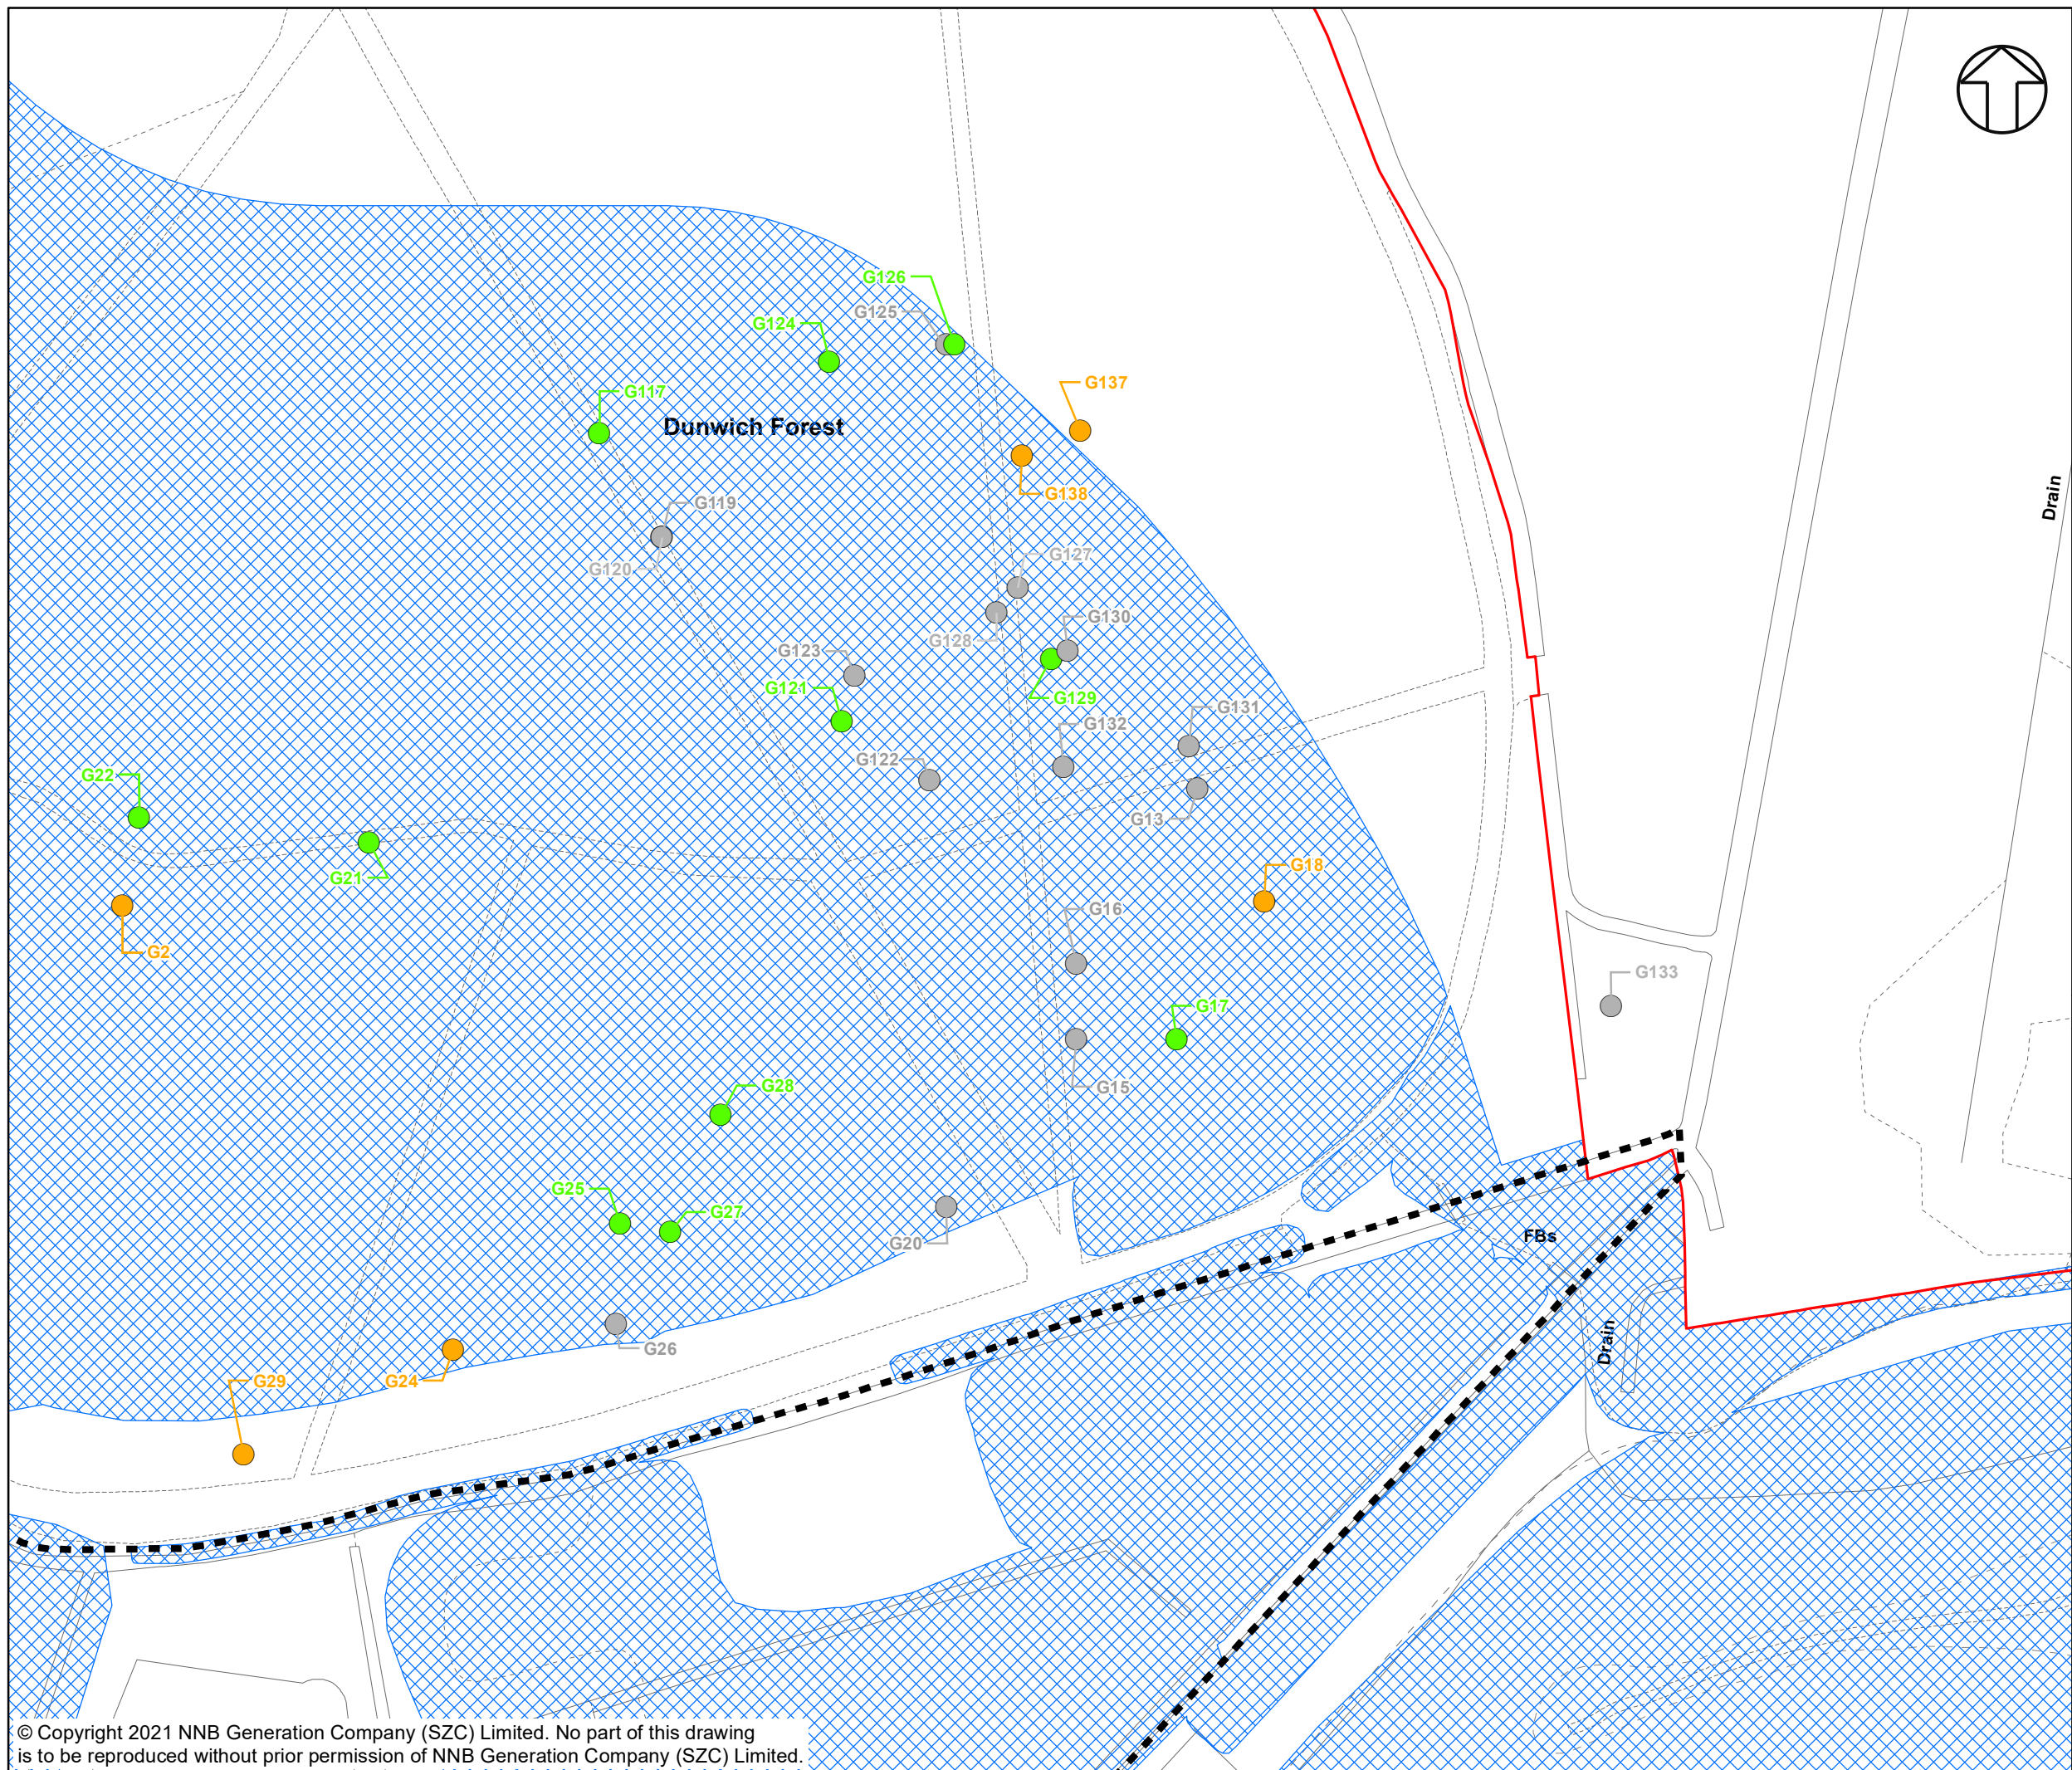 G126
G125
G124
G137
G117
Dunwich Forest
G138
G119
Drain
G127
G120
G130
G128
G123
G121
G129
G131
G132
G122
G22
G13
G18
G21
G16
G2
G133
G17
G28
G15
G25
G27
FBs
G20
Drain
G26
G29
G24
© Copyright 2021 NNB Generation Company (SZC) Limited. No part of this drawing
is to be reproduced without prior permission of NNB Generation Company (SZC) Limited.